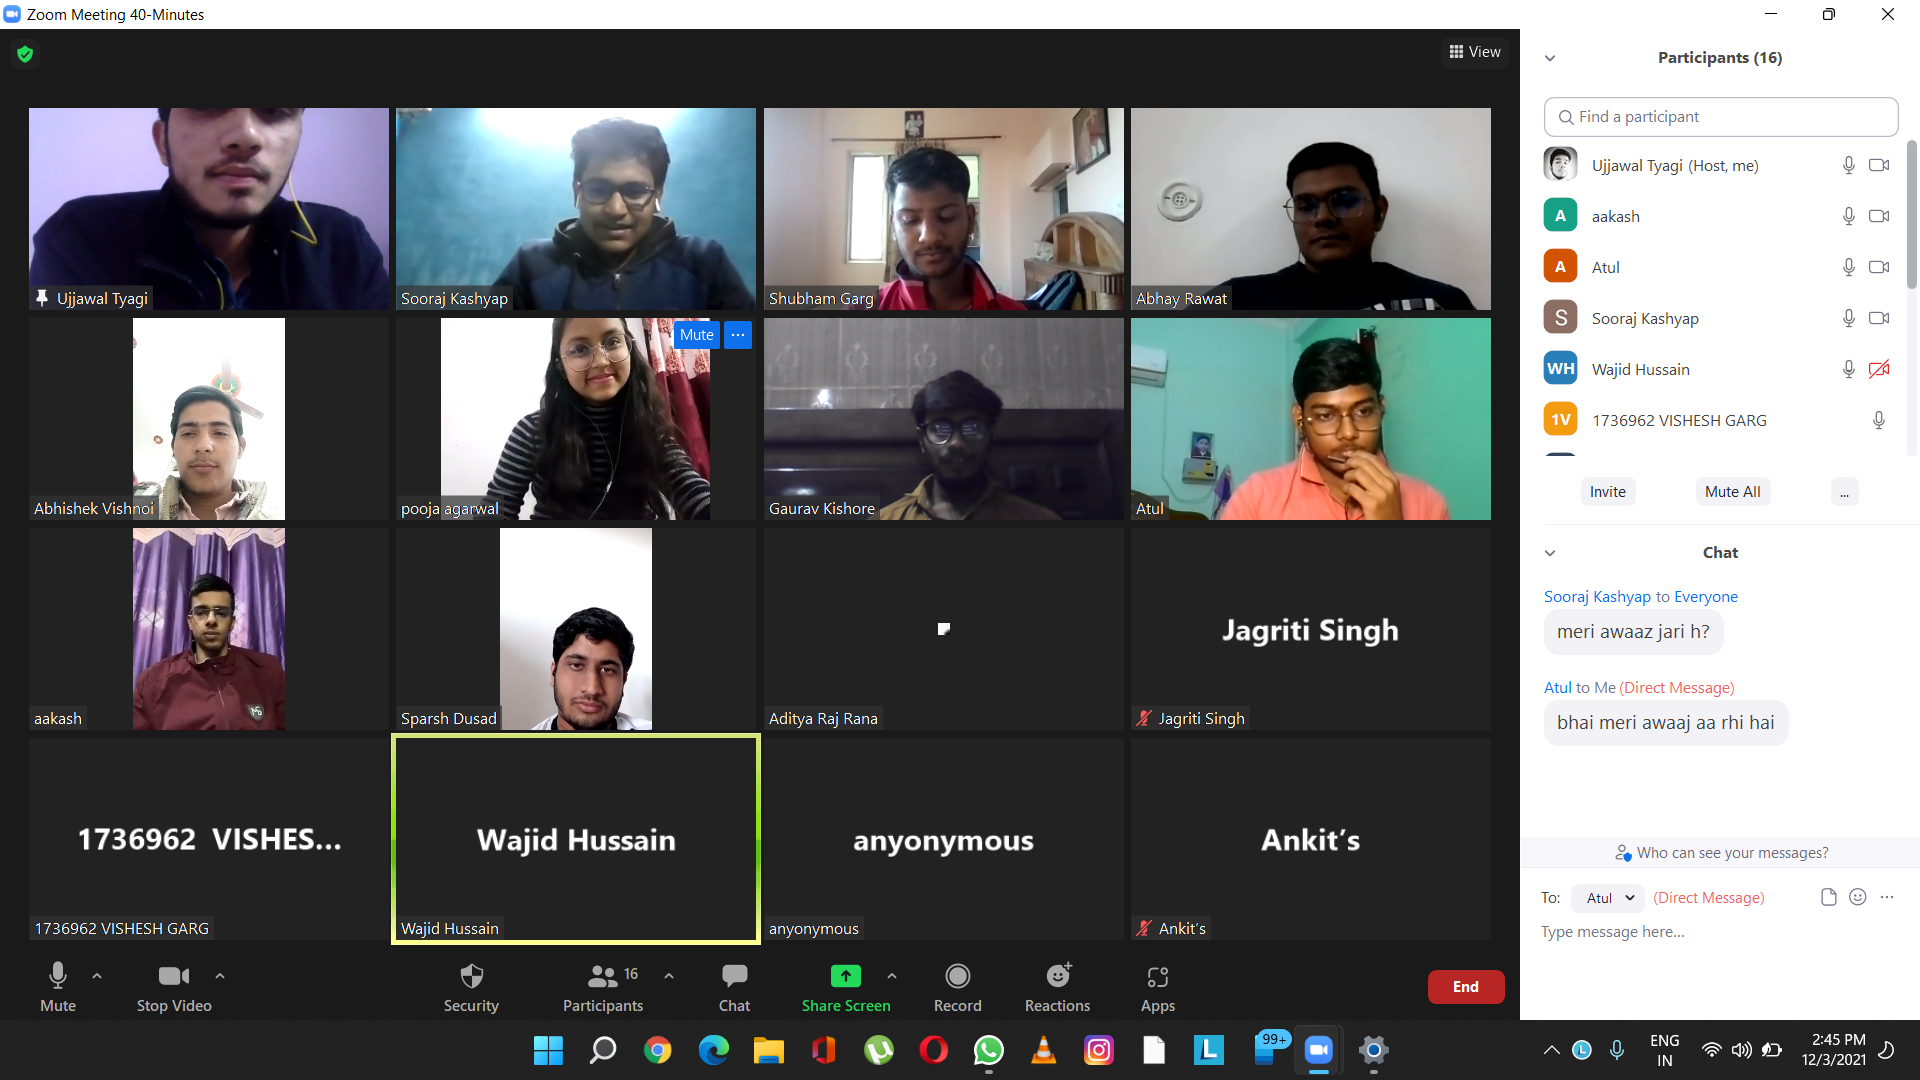 Zoom Meeting 40-Minutes
View
Ujjawal Tyagi
Sooraj Kashyap
Shubham Garg
Abhay Rawat
Abhishek Vishnoi
pooja agarwal
Mute
...
Gaurav Kishore
Atul
aakash
Sparsh Dusad
Aditya Raj Rana
Jagriti Singh
Jagriti Singh
1736962 VISHES...
1736962 VISHESH GARG
Wajid Hussain
Wajid Hussain
anyonymous
anyonymous
Ankit's
Ankit's
Mute
Stop Video
Security
16
Participants
Chat
Share Screen
Record
Reactions
Apps
End
Participants (16)
Find a participant
Ujjawal Tyagi (Host, me)
A aakash
A Atul
S Sooraj Kashyap
WH Wajid Hussain
1V 1736962 VISHESH GARG
Invite Mute All ...
Chat
Sooraj Kashyap to Everyone
meri awaaz jari h?
Atul to Me (Direct Message)
bhai meri awaaj aa rhi hai
Who can see your messages?
To: Atul (Direct Message)
Type message here...
L
99+
L
ENG
IN
2:45 PM
12/3/2021